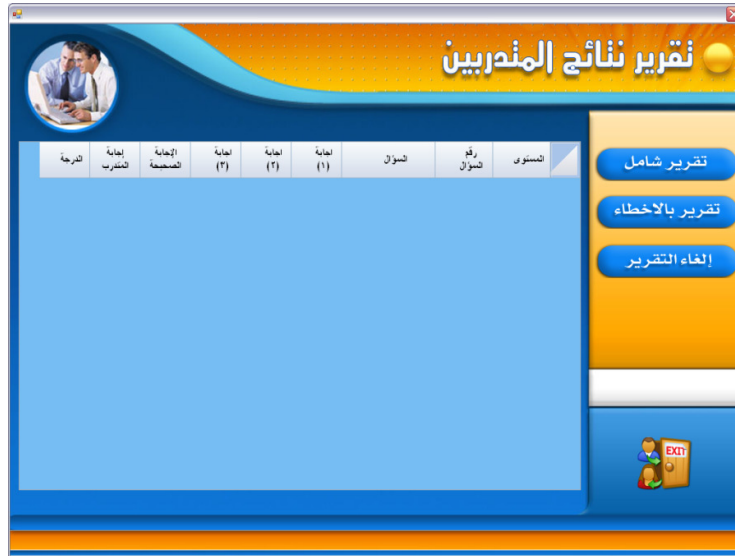 تقرير نتائج المتدربين
المستوى
رقم
السؤال
السؤال
اجابة
(١)
اجابة
(٢)
اجابة
(٣)
الإجابة
الصحيحة
إجابة
المتدرب
الدرجة
تقرير شامل
تقرير بالاخطاء
إلغاء التقرير
EXIT